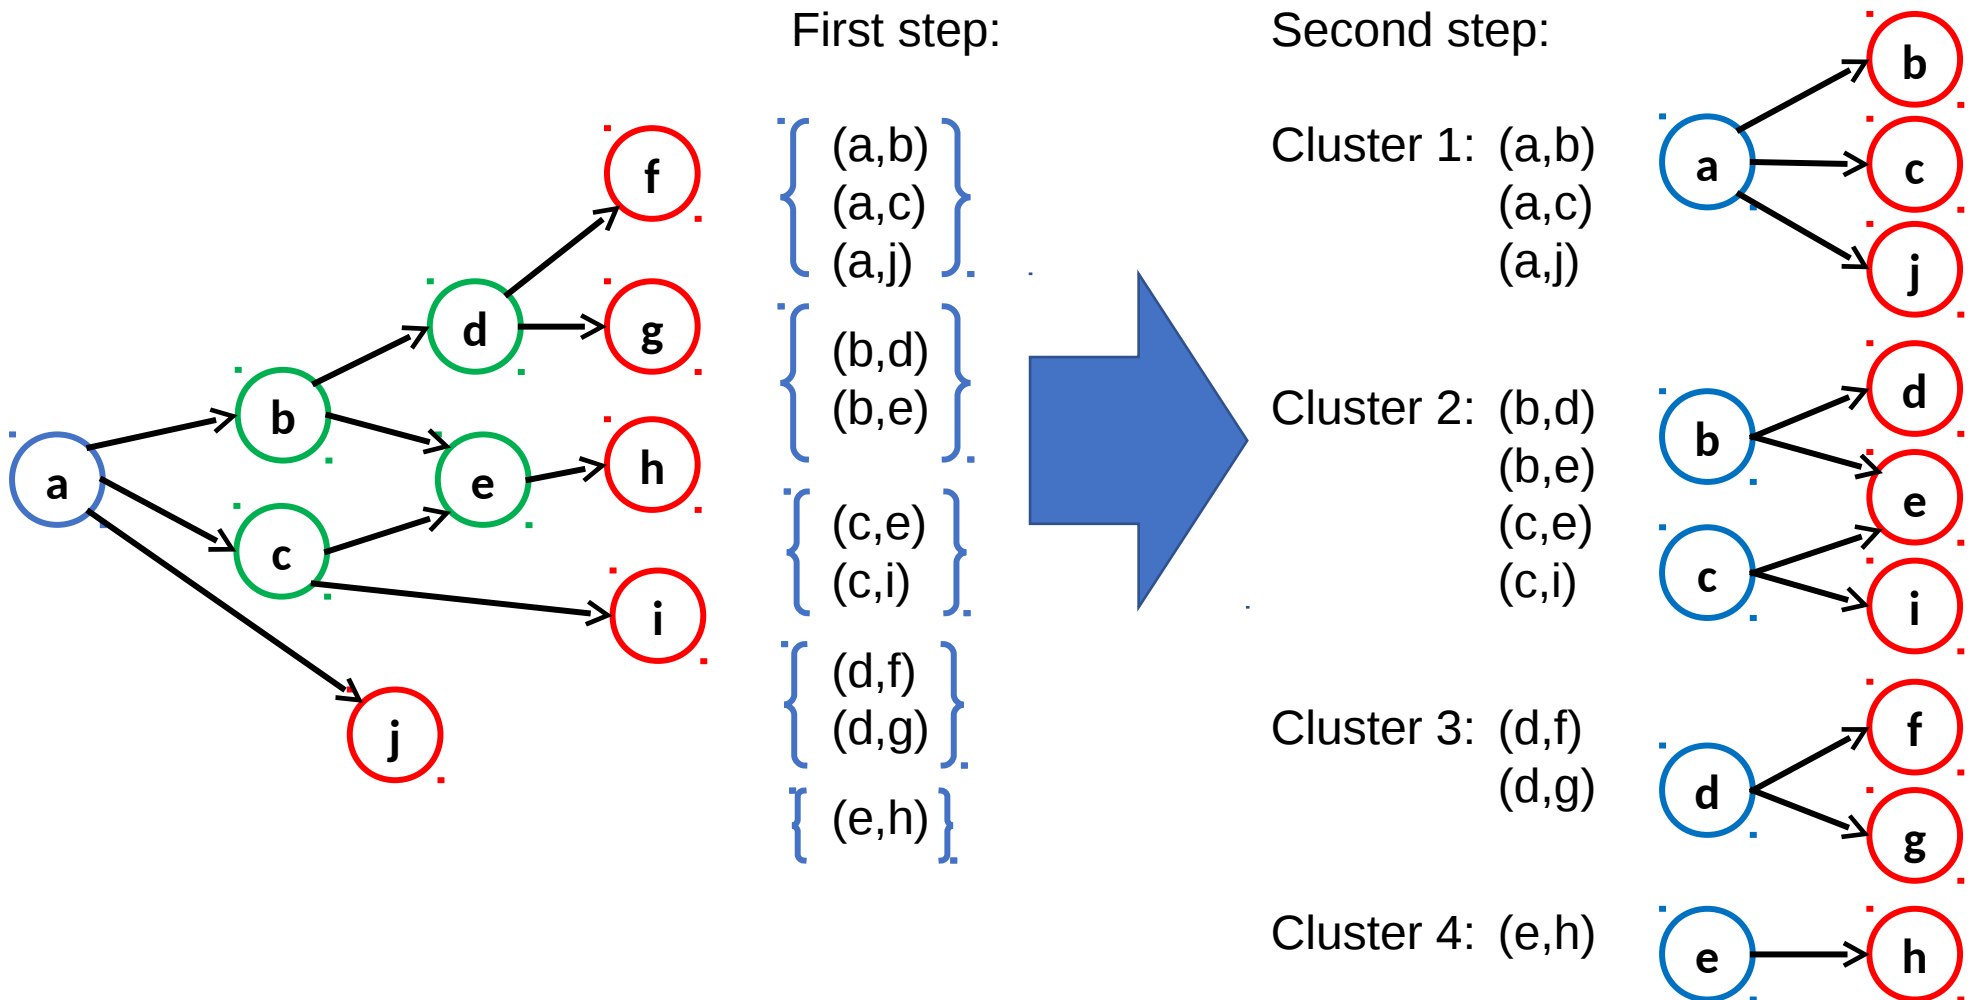 f
d
g
b
a
e
h
c
i
j
First step:
(a,b)
(a,c)
(a,j)
(b,d)
(b,e)
(c,e)
(c,i)
(d,f)
(d,g)
(e,h)
Second step:
Cluster 1: (a,b)
(a,c)
(a,j)
a
b
c
j
Cluster 2: (b,d)
(b,e)
(c,e)
(c,i)
b
c
d
e
i
Cluster 3: (d,f)
(d,g)
d
f
g
Cluster 4: (e,h)
e
h